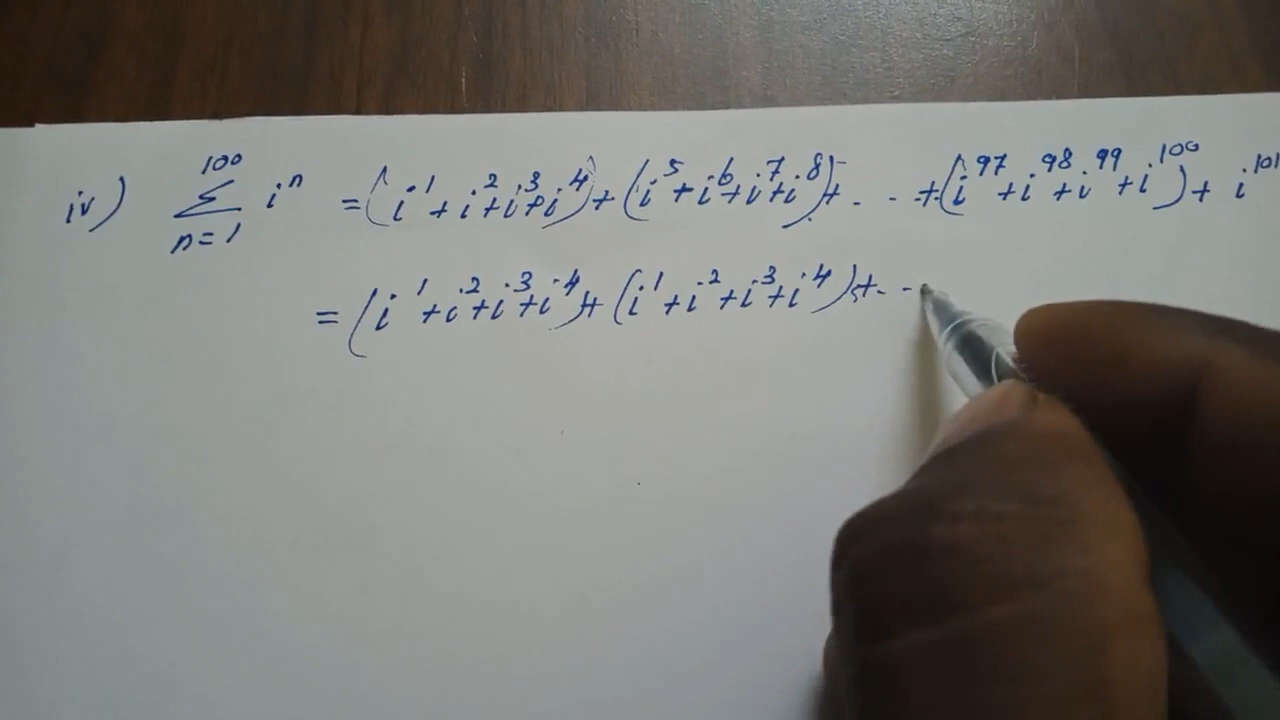 iv) ∑_{n=1}^{100} i^n = (i^1 + i^2 + i^3 + i^4) + (i^5 + i^6 + i^7 + i^8) + . . . + (i^97 + i^98 + i^99 + i^100) + i^101
= (i^1 + i^2 + i^3 + i^4) + (i^1 + i^2 + i^3 + i^4) + . . .